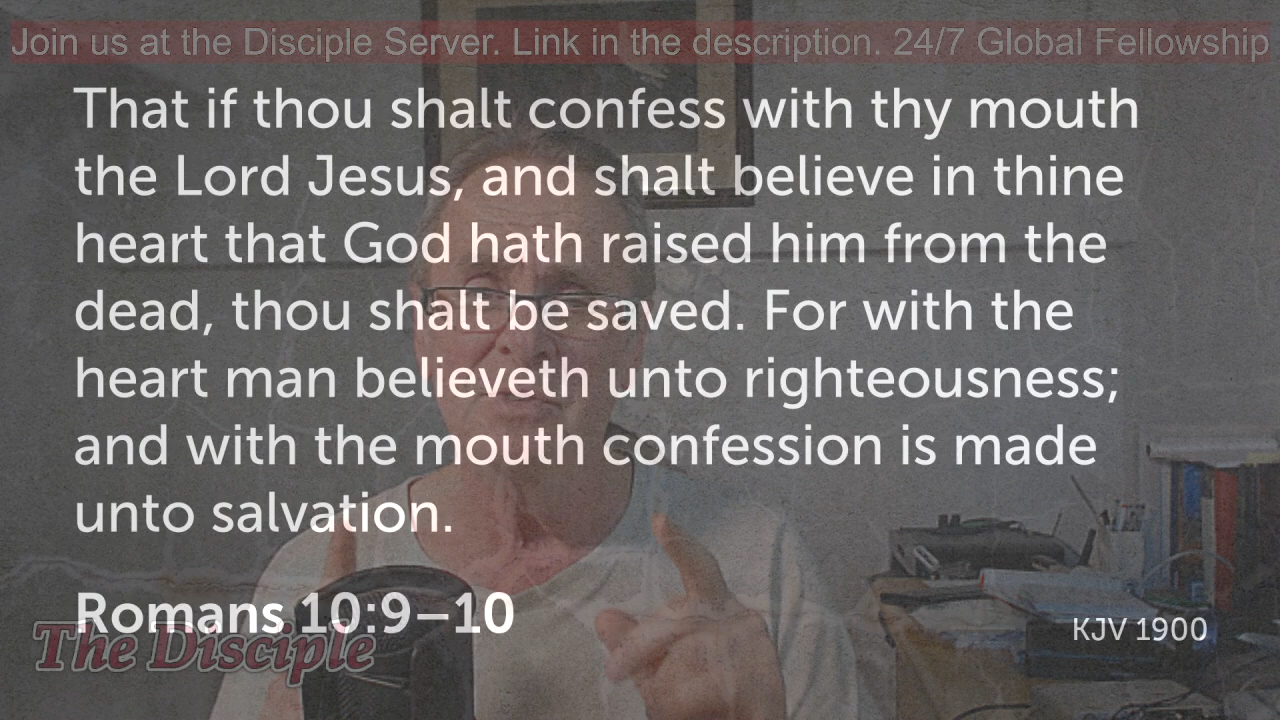 Join us at the Disciple Server. Link in the description. 24/7 Global Fellowship
That if thou shalt confess with thy mouth
the Lord Jesus, and shalt believe in thine
heart that God hath raised him from the
dead, thou shalt be saved. For with the
heart man believeth unto righteousness;
and with the mouth confession is made
unto salvation.
Romans 10:9–10
KJV 1900
The Disciple